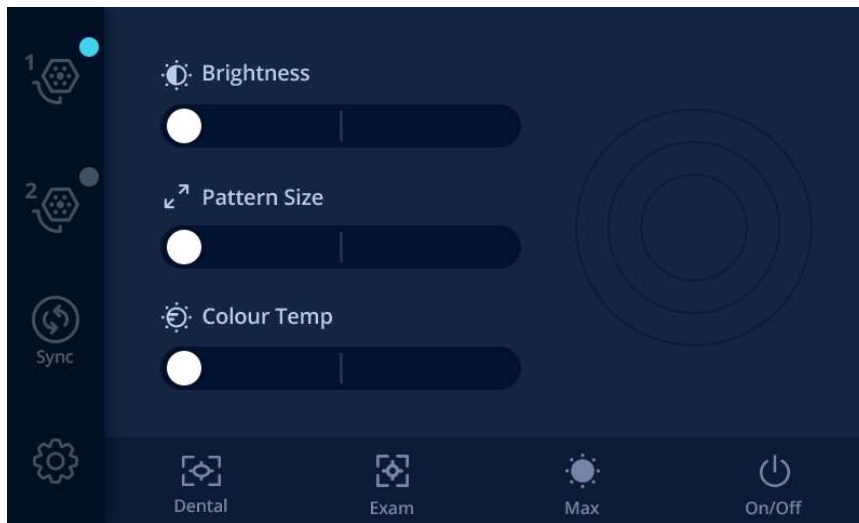 1
Brightness
2
Pattern Size
Colour Temp
Sync
Dental
Exam
Max
On/Off